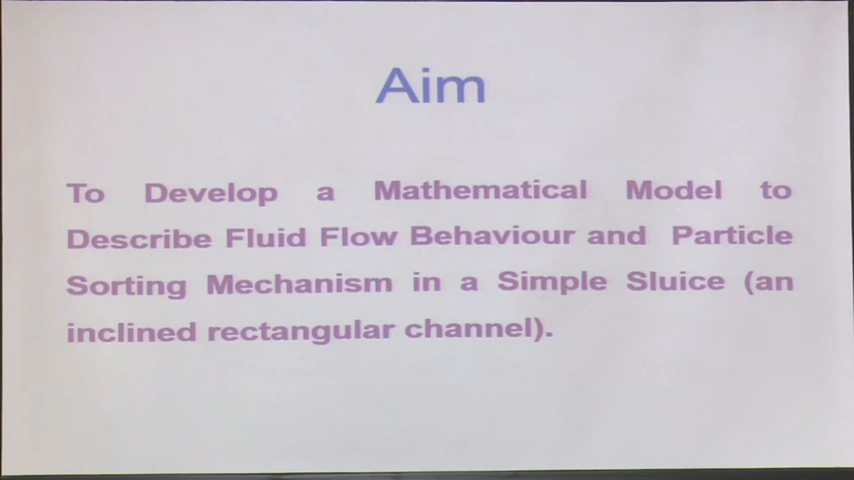 Aim
To Develop a Mathematical Model to
Describe Fluid Flow Behaviour and Particle
Sorting Mechanism in a Simple Sluice (an
inclined rectangular channel).